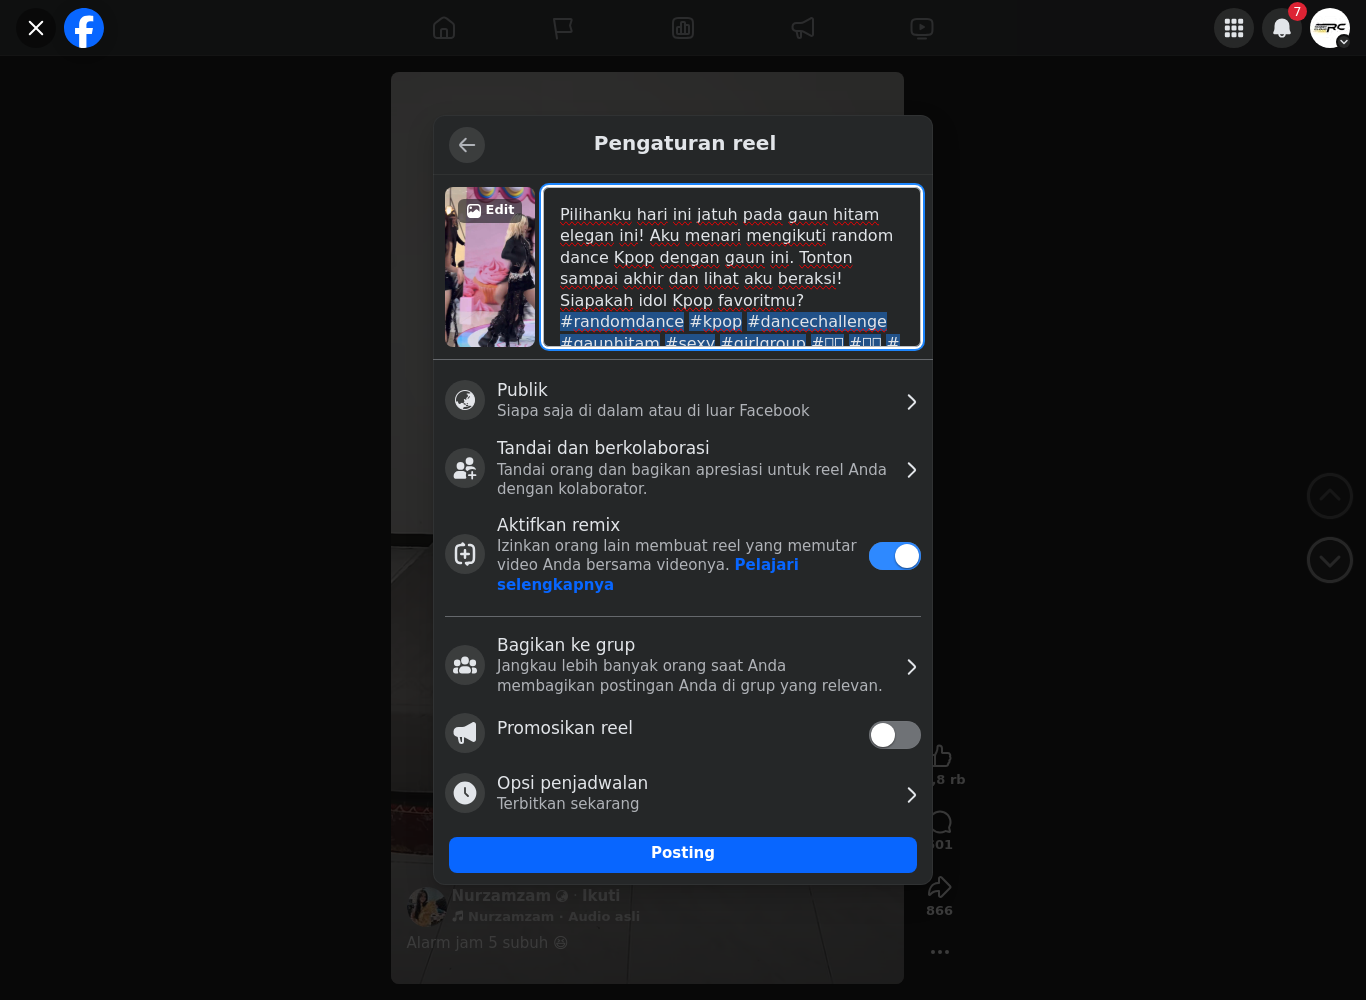 7
RC
Pengaturan reel
Edit
Pilihanku hari ini jatuh pada gaun hitam
elegan ini! Aku menari mengikuti random
dance Kpop dengan gaun ini. Tonton
sampai akhir dan lihat aku beraksi!
Siapakah idol Kpop favoritmu?
#randomdance #kpop #dancechallenge
#gaunhitam #sexy #girlgroup #
Publik
Siapa saja di dalam atau di luar Facebook
Tandai dan berkolaborasi
Tandai orang dan bagikan apresiasi untuk reel Anda
dengan kolaborator.
Aktifkan remix
Izinkan orang lain membuat reel yang memutar
video Anda bersama videonya. Pelajari
selengkapnya
Bagikan ke grup
Jangkau lebih banyak orang saat Anda
membagikan postingan Anda di grup yang relevan.
Promosikan reel
,8 rb
Opsi penjadwalan
Terbitkan sekarang
Posting
Nurzamzam · Ikuti
Nurzamzam · Audio asli
866
Alarm jam 5 subuh 😆